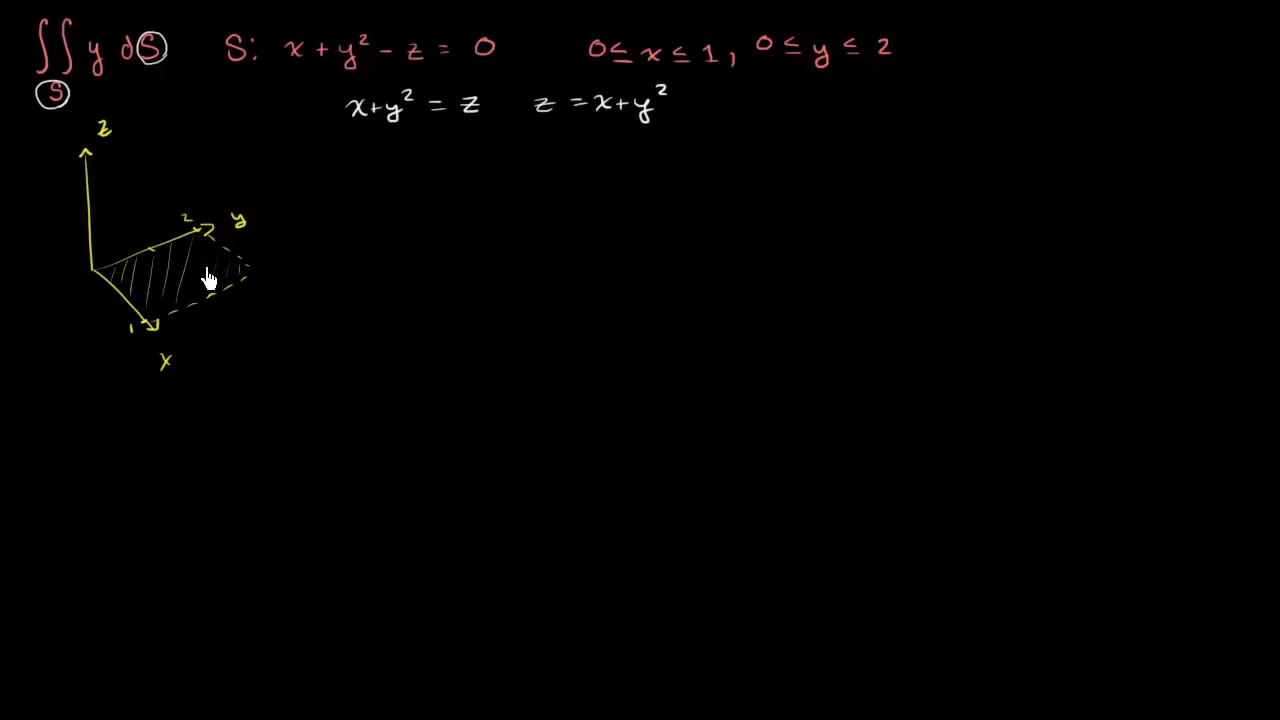 ∬ y dS S: x + y² - z = 0 0 ≤ x ≤ 1, 0 ≤ y ≤ 2
S
x+y² = z z = x+y²
z
2 y
1
x